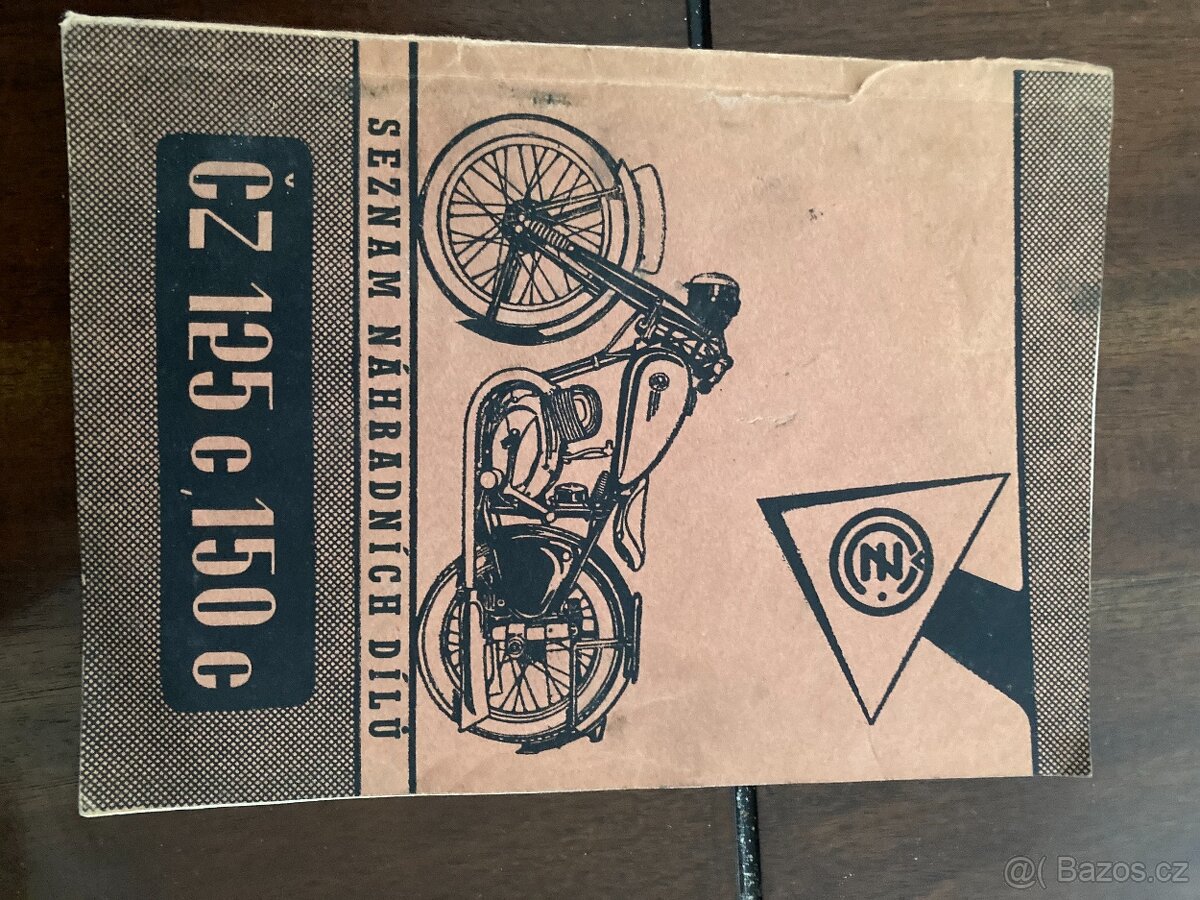 ČZ
SEZNAM NÁHRADNÍCH DÍLŮ
ČZ 125 c, 150 c
@( Bazos.cz